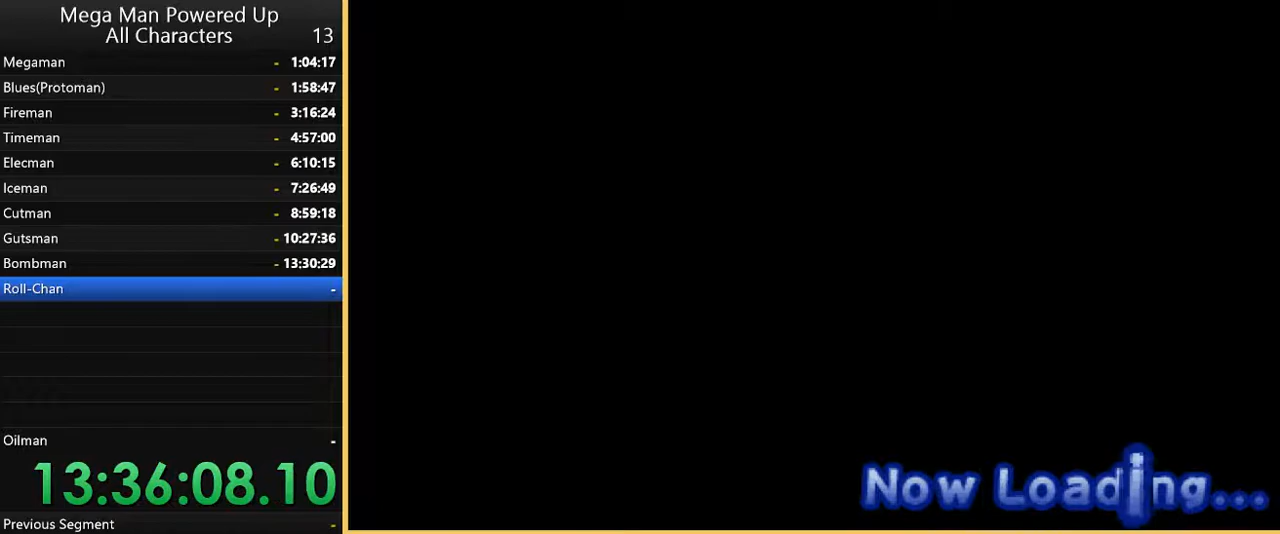 Mega Man Powered Up
All Characters 13
Megaman - 1:04:17
Blues(Protoman) - 1:58:47
Fireman - 3:16:24
Timeman - 4:57:00
Elecman - 6:10:15
Iceman - 7:26:49
Cutman - 8:59:18
Gutsman - 10:27:36
Bombman - 13:30:29
Roll-Chan -
Oilman -
13:36:08.10
Previous Segment -
Now Loading...